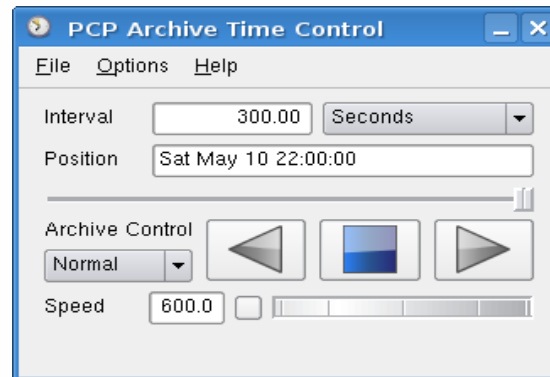 PCP Archive Time Control
File Options Help
Interval 300.00 Seconds
Position Sat May 10 22:00:00
Archive Control
Normal
Speed 600.0